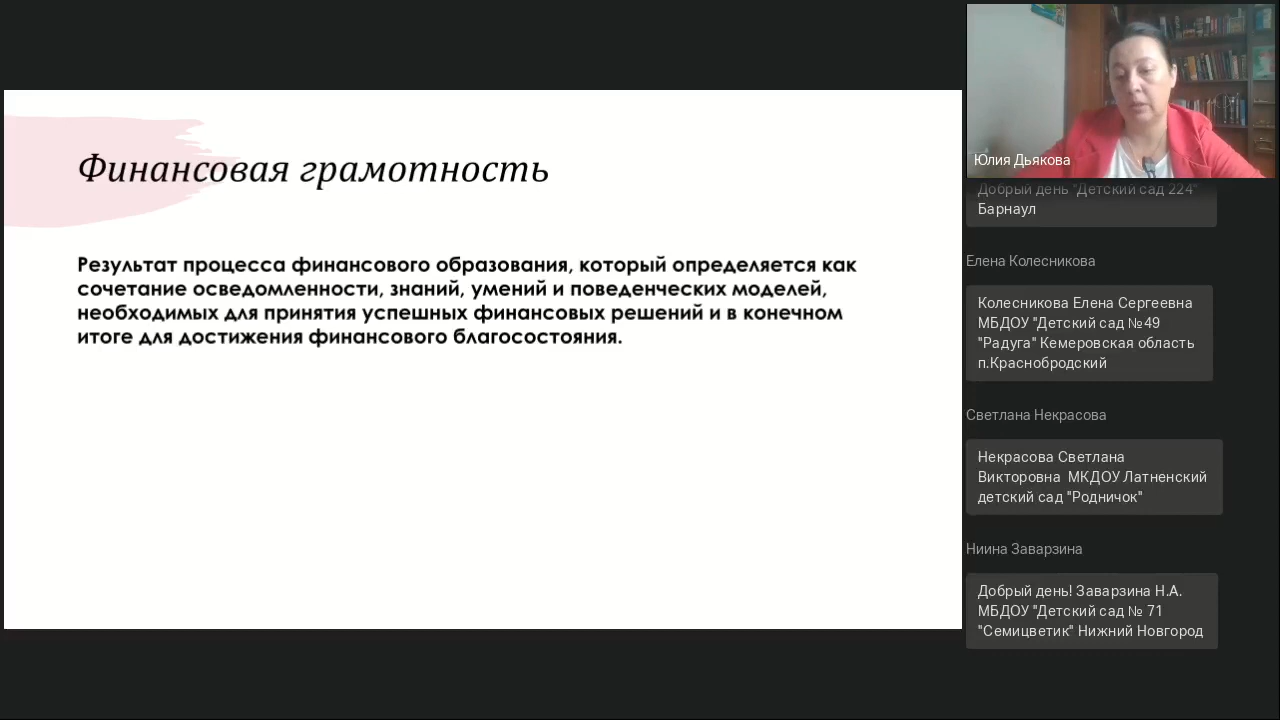 Финансовая грамотность
Результат процесса финансового образования, который определяется как
сочетание осведомленности, знаний, умений и поведенческих моделей,
необходимых для принятия успешных финансовых решений и в конечном
итоге для достижения финансового благосостояния.
Юлия Дьякова
Добрый день "Детский сад 224"
Барнаул
Елена Колесникова
Колесникова Елена Сергеевна
МБДОУ "Детский сад №49
"Радуга" Кемеровская область
п.Краснобродский
Светлана Некрасова
Некрасова Светлана
Викторовна МКДОУ Латненский
детский сад "Родничок"
Ниина Заварзина
Добрый день! Заварзина Н.А.
МБДОУ "Детский сад № 71
"Семицветик" Нижний Новгород